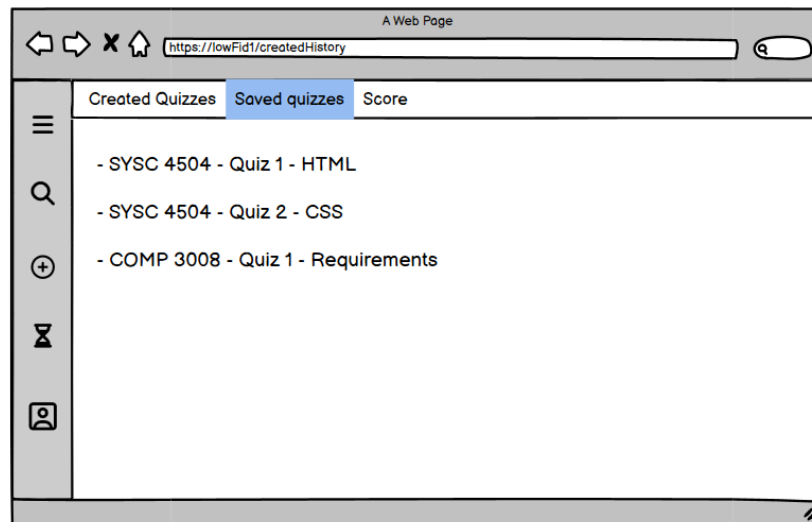 A Web Page
https://lowFid1/createdHistory
Created Quizzes Saved quizzes Score
- SYSC 4504 - Quiz 1 - HTML
- SYSC 4504 - Quiz 2 - CSS
- COMP 3008 - Quiz 1 - Requirements